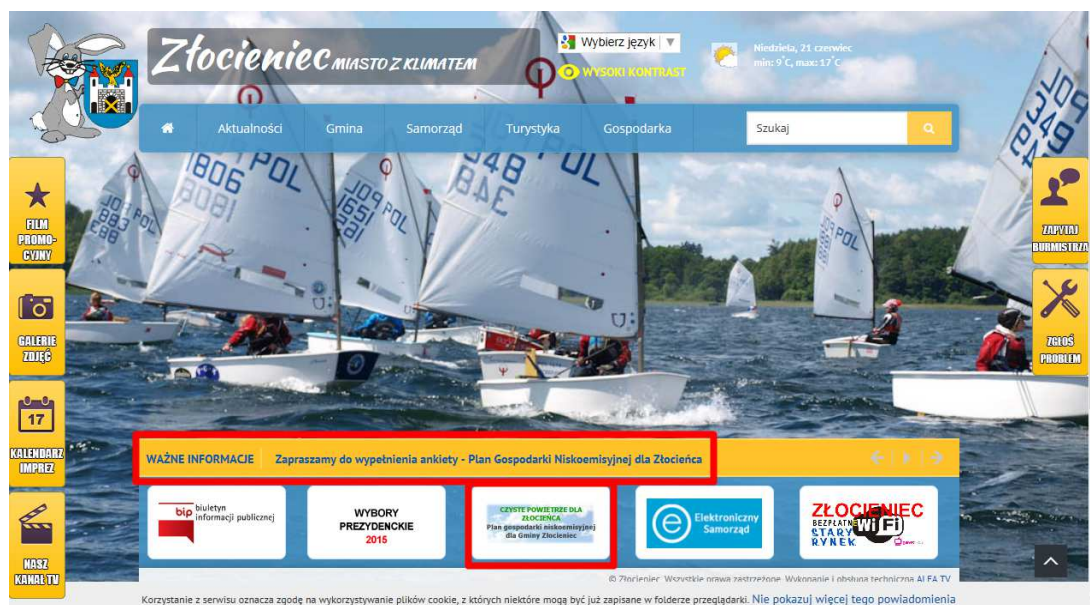 Złocieniec MIASTO Z KLIMATEM
Wybierz język
WYSOKI KONTRAST
Niedziela, 21 czerwiec
min: 9°C, max: 17°C
Aktualności
Gmina
Samorząd
Turystyka
Gospodarka
Szukaj
FILM
PROMO-
CYJNY
GALERIE
ZDJĘĆ
17
KALENDARZ
IMPREZ
NASZ
KANAŁ TV
ZAPYTAJ
BURMISTRZA
ZGŁOŚ
PROBLEM
1806
POL
883
POL
1651
POL
348
POL
POL
349
WAŻNE INFORMACJE
Zapraszamy do wypełnienia ankiety - Plan Gospodarki Niskoemisyjnej dla Złocieńca
bip biuletyn
informacji publicznej
WYBORY
PREZYDENCKIE
2015
CZYSTE POWIETRZE DLA
ZŁOCIEŃCA
Plan gospodarki niskoemisyjnej
dla Gminy Złocieniec
Elektroniczny
Samorząd
ZŁOCIENIEC
BEZPŁATNE WiFi
STARY
RYNEK
© Złocieniec. Wszystkie prawa zastrzeżone. Wykonanie i obsługa techniczna ALFA TV
Korzystanie z serwisu oznacza zgodę na wykorzystywanie plików cookie, z których niektóre mogą być już zapisane w folderze przeglądarki. Nie pokazuj więcej tego powiadomienia